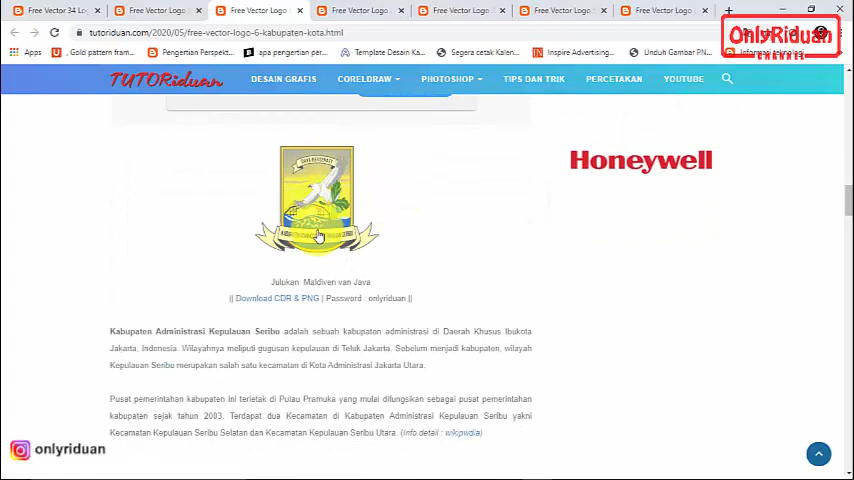 Free Vector 34 Log
Free Vector Logo
Free Vector Logo
Free Vector Logo
Free Vector Logo
Free Vector Logo
Free Vector Logo
OnlyRiduan
CHANNEL
tutoriduan.com/2020/05/free-vector-logo-6-kabupaten-kota.html
Apps
, Gold pattern fram...
Pengertian Perspekt...
apa pengertian per...
Template Desain Ka...
Segera cetak Kalen...
Inspire Advertising...
Unduh Gambar PN...
Informasi teknologi
TUTORiduan
DESAIN GRAFIS
CORELDRAW
PHOTOSHOP
TIPS DAN TRIK
PERCETAKAN
YOUTUBE
Honeywell
Julukan Maldiven van Java
|| Download CDR & PNG | Password : onlyriduan ||
Kabupaten Administrasi Kepulauan Seribu adalah sebuah kabupaten administrasi di Daerah Khusus Ibukota
Jakarta, Indonesia. Wilayahnya meliputi gugusan kepulauan di Teluk Jakarta. Sebelum menjadi kabupaten, wilayah
Kepulauan Seribu merupakan salah satu kecamatan di Kota Administrasi Jakarta Utara.
Pusat pemerintahan kabupaten ini terletak di Pulau Pramuka yang mulai difungsikan sebagai pusat pemerintahan
kabupaten sejak tahun 2003. Terdapat dua Kecamatan di Kabupaten Administrasi Kepulauan Seribu yakni
Kecamatan Kepulauan Seribu Selatan dan Kecamatan Kepulauan Seribu Utara. (Info detail : wikipwdia)
onlyriduan